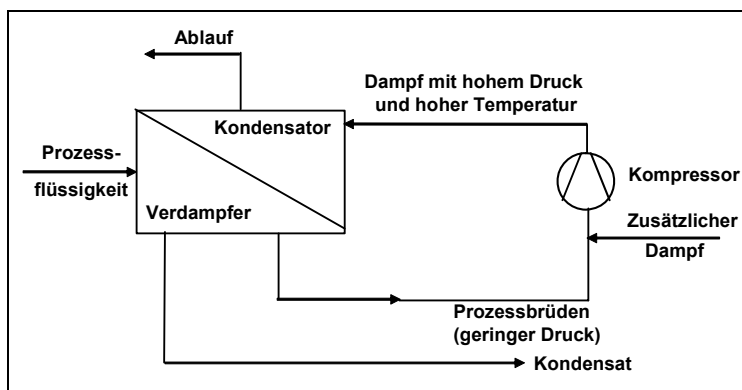 Ablauf
Dampf mit hohem Druck
und hoher Temperatur
Kondensator
Prozess-
flüssigkeit
Kompressor
Verdampfer
Zusätzlicher
Dampf
Prozessbrüden
(geringer Druck)
Kondensat